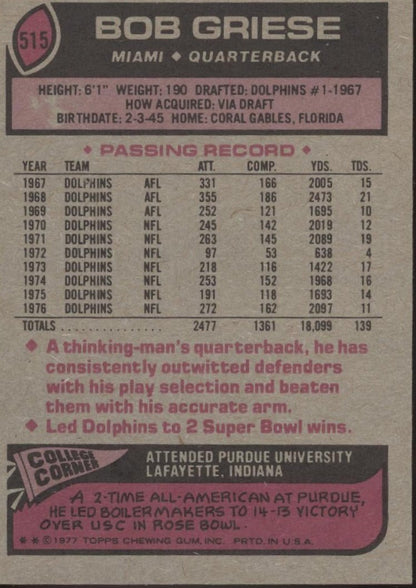 515
BOB GRIESE
MIAMI ◆ QUARTERBACK
HEIGHT: 6'1" WEIGHT: 190 DRAFTED: DOLPHINS #1-1967
HOW ACQUIRED: VIA DRAFT
BIRTHDATE: 2-3-45 HOME: CORAL GABLES, FLORIDA
◆ PASSING RECORD ◆
YEAR TEAM ATT. COMP. YDS. TDS.
1967 DOLPHINS AFL 331 166 2005 15
1968 DOLPHINS AFL 355 186 2473 21
1969 DOLPHINS AFL 252 121 1695 10
1970 DOLPHINS NFL 245 142 2019 12
1971 DOLPHINS NFL 263 145 2089 19
1972 DOLPHINS NFL 97 53 638 4
1973 DOLPHINS NFL 218 116 1422 17
1974 DOLPHINS NFL 253 152 1968 16
1975 DOLPHINS NFL 191 118 1693 14
1976 DOLPHINS NFL 272 162 2097 11
TOTALS ................ 2477 1361 18,099 139
◆ A thinking-man's quarterback, he has
consistently outwitted defenders
with his play selection and beaten
them with his accurate arm.
◆ Led Dolphins to 2 Super Bowl wins.
COLLEGE
CORNER
ATTENDED PURDUE UNIVERSITY
LAFAYETTE, INDIANA
A 2-TIME ALL-AMERICAN AT PURDUE,
HE LED BOILERMAKERS TO 14-13 VICTORY
OVER USC IN ROSE BOWL.
* * © 1977 TOPPS CHEWING GUM, INC. PRTD. IN U.S.A.